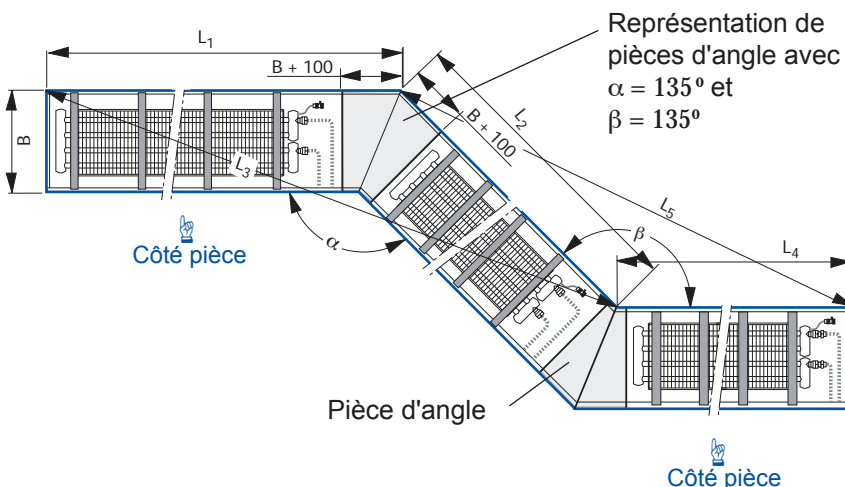 L1
B + 100
Représentation de
pièces d'angle avec
α = 135º et
β = 135º
L2
B + 100
B
L3
L5
L4
α
β
Côté pièce
Pièce d'angle
Côté pièce